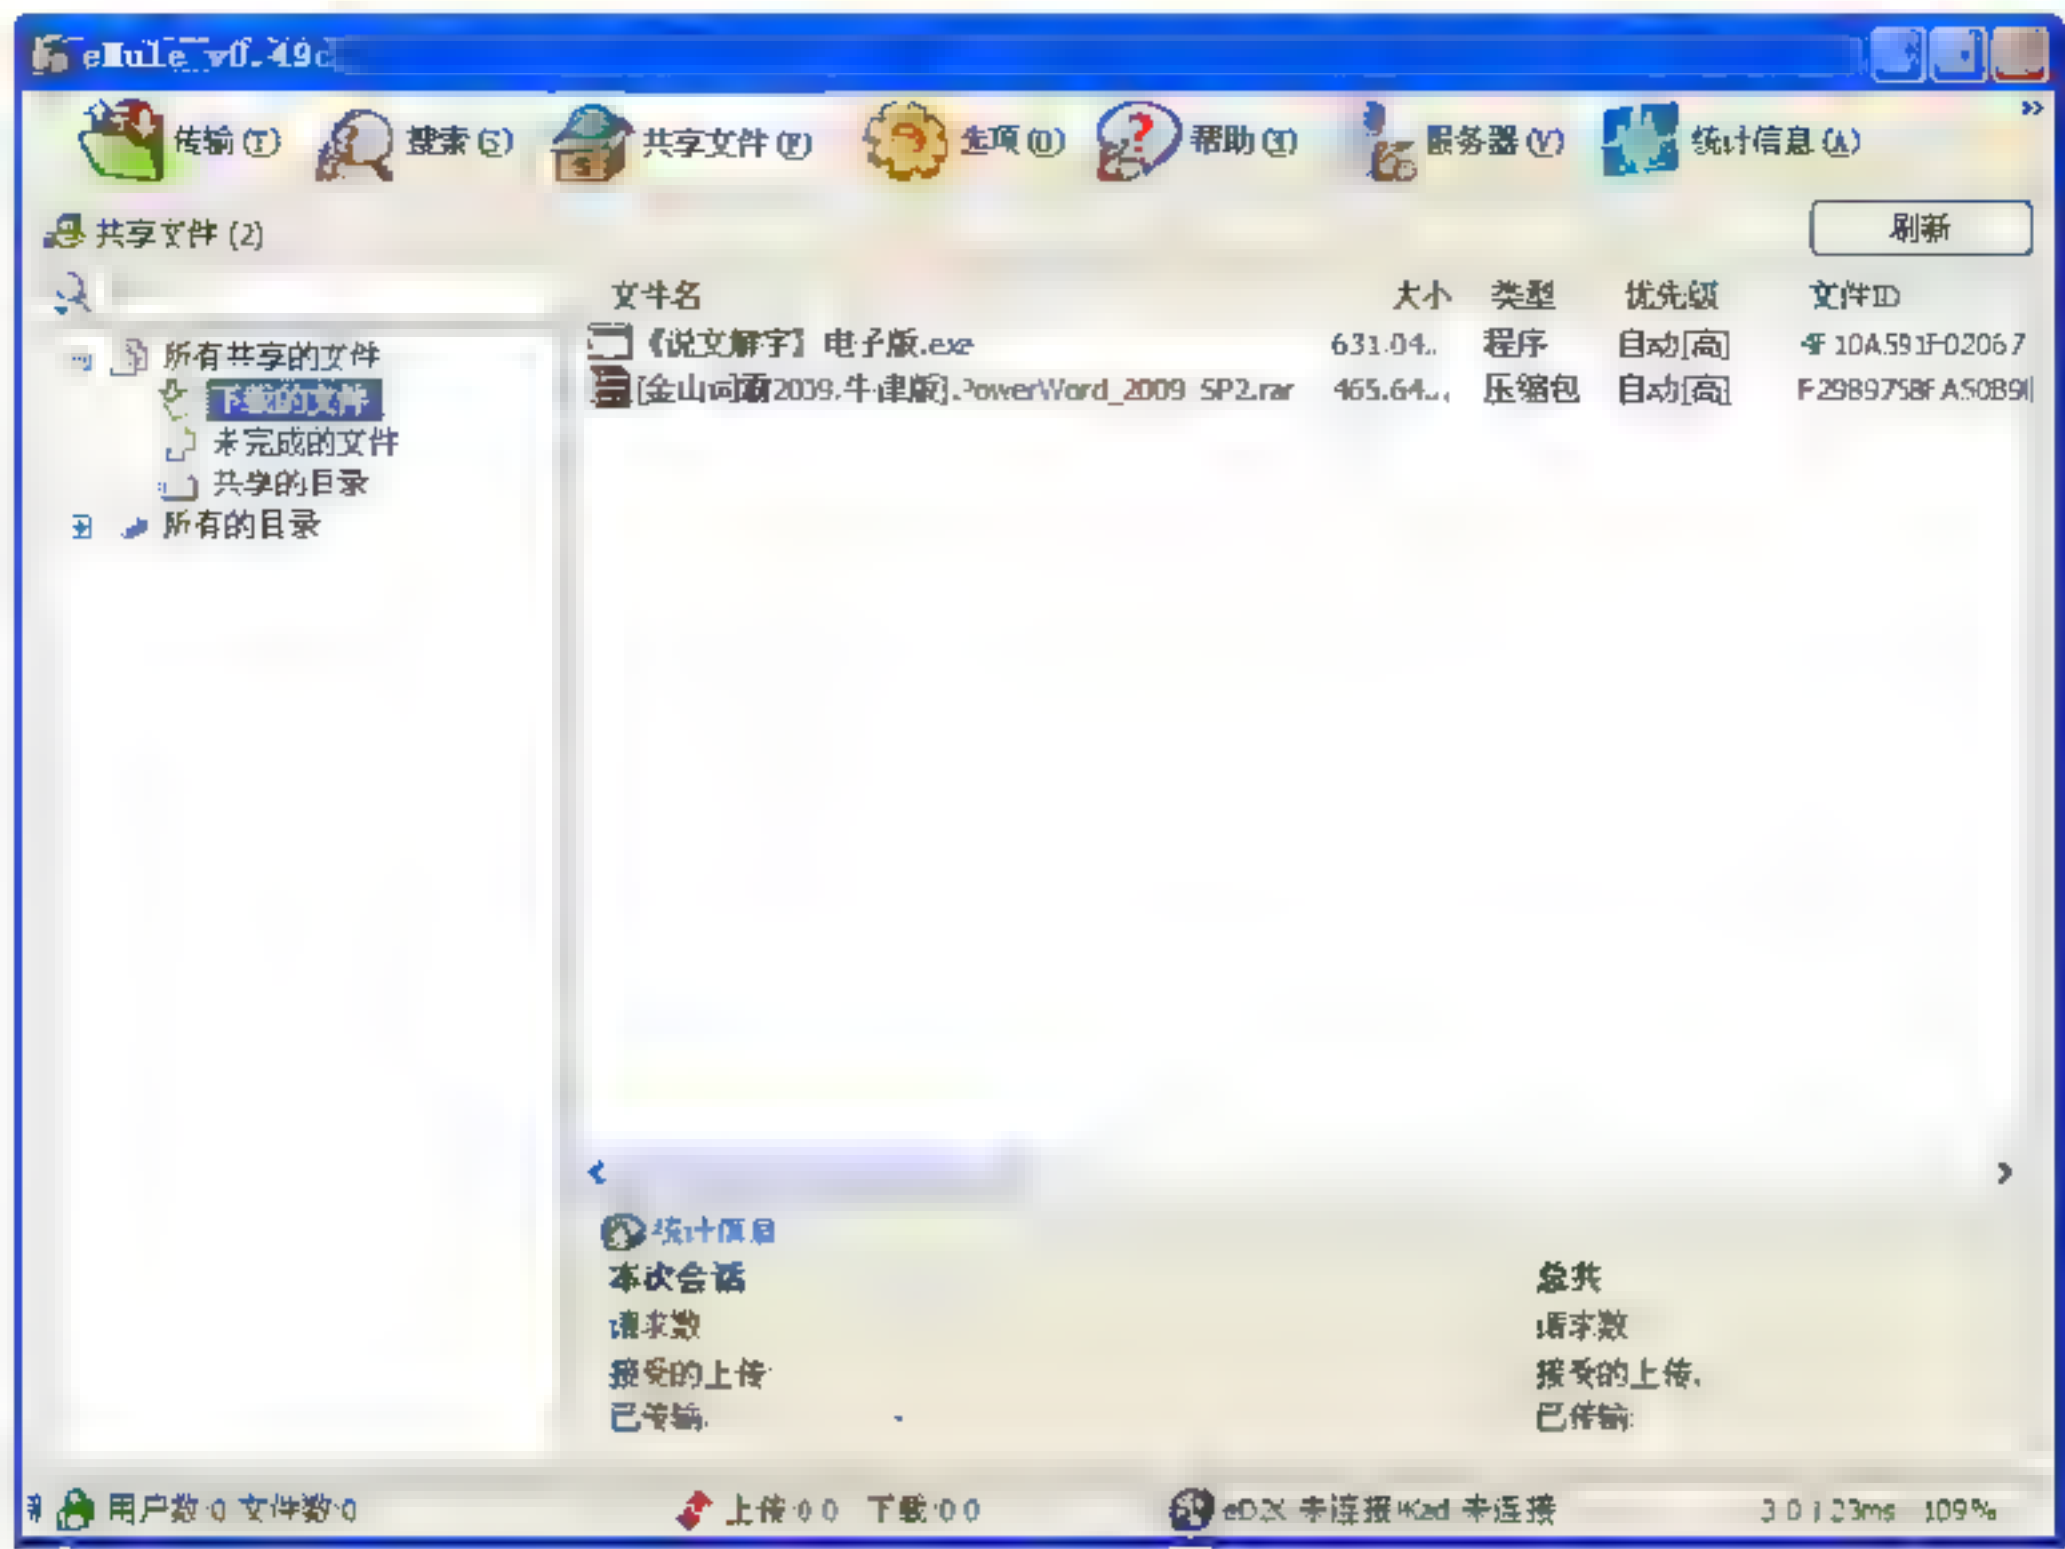 eMule v0.49c
传输(T) 搜索(S) 共享文件(F) 选项(O) 帮助 服务器(V) 统计信息(A) »
共享文件 (2) 刷新
文件名 大小 类型 优先级 文件ID
所有共享的文件
《说文解字》电子版.exe 631.04... 程序 自动[高]
下载的文件
[金山词霸2009.牛津版].PowerWord_2009_SP2.rar 465.64... 压缩包 自动[高]
未完成的文件
共享的目录
所有的目录
统计信息
本次会话 总共
请求数 请求数
接受的上传: 接受的上传:
已传输: 已传输:
用户数:0 文件数:0 上传:0.0 下载:0.0 eD2K:未连接|Kad:未连接 109%